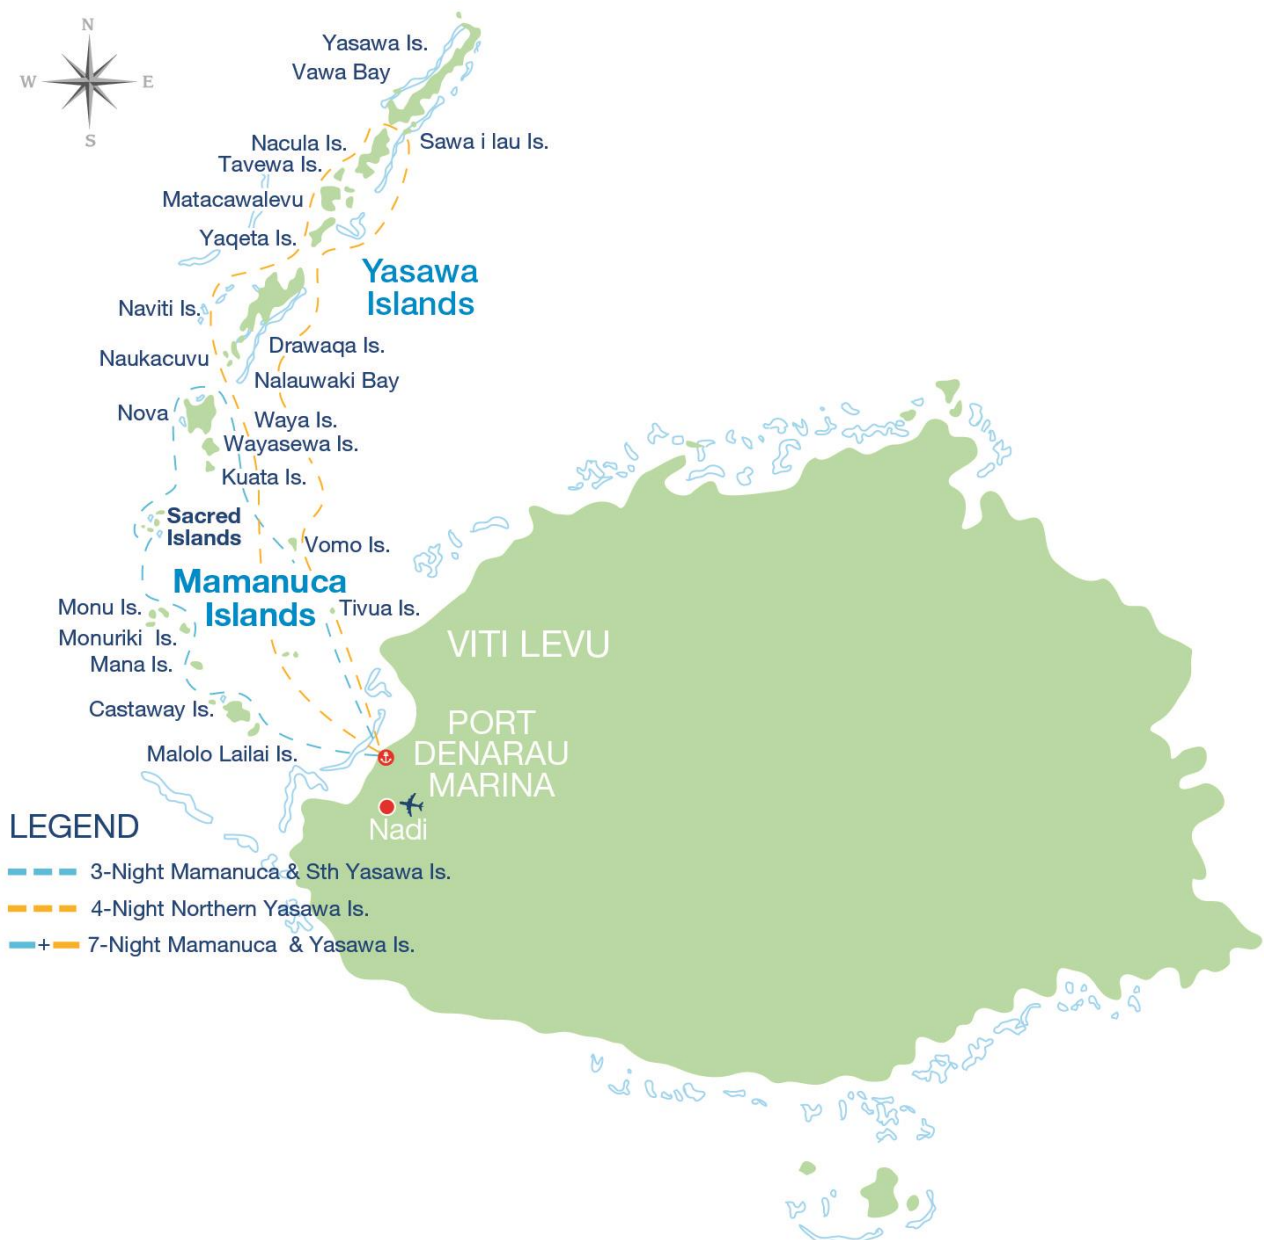 N
W
E
S
Yasawa Is.
Vawa Bay
Nacula Is.
Sawa i lau Is.
Tavewa Is.
Matacawalevu
Yaqeta Is.
Yasawa
Islands
Naviti Is.
Drawaqa Is.
Naukacuvu
Nalauwaki Bay
Nova
Waya Is.
Wayasewa Is.
Kuata Is.
Sacred
Islands
Vomo Is.
Mamanuca
Islands
Monu Is.
Tivua Is.
Monuriki Is.
VITI LEVU
Mana Is.
Castaway Is.
PORT
DENARAU
MARINA
Malolo Lailai Is.
Nadi
LEGEND
3-Night Mamanuca & Sth Yasawa Is.
4-Night Northern Yasawa Is.
+ 7-Night Mamanuca & Yasawa Is.